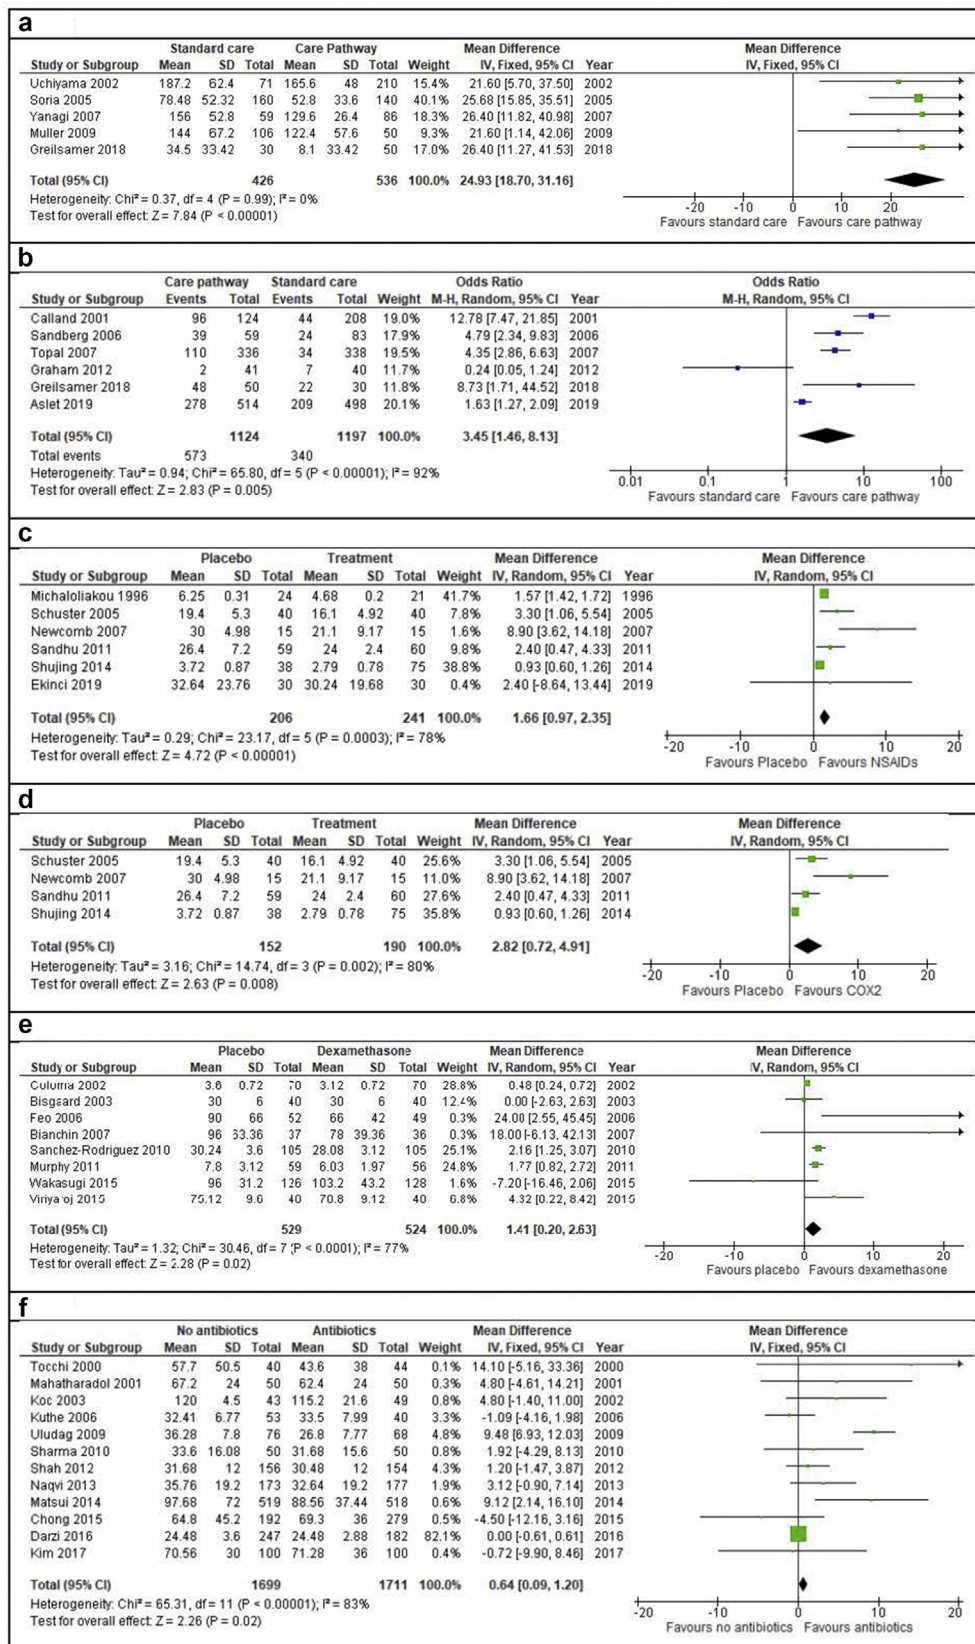 a
Standard care Care Pathway Mean Difference Mean Difference
Study or Subgroup Mean SD Total Mean SD Total Weight IV, Fixed, 95% CI Year IV, Fixed, 95% CI
Uchiyama 2002 187.2 62.4 71 165.6 48 210 15.4% 21.60 [5.70, 37.50] 2002
Soria 2005 78.48 52.32 160 52.8 33.6 140 40.1% 25.68 [15.85, 35.51] 2005
Yanagi 2007 156 52.8 59 129.6 26.4 86 18.2% 26.40 [11.82, 40.98] 2007
Muller 2009 144 67.2 106 122.4 57.6 50 9.3% 21.60 [1.14, 42.06] 2009
Greilsamer 2018 34.5 33.42 30 8.1 33.42 50 17.0% 26.40 [11.27, 41.53] 2018
Total (95% CI) 426 536 100.0% 24.93 [18.70, 31.16]
Heterogeneity: Chi² = 0.37, df = 4 (P = 0.99); I² = 0%
Test for overall effect: Z = 7.84 (P < 0.00001)
-20 -10 0 10 20
Favours standard care Favours care pathway
b
Care pathway Standard care Odds Ratio Odds Ratio
Study or Subgroup Events Total Events Total Weight M-H, Random, 95% CI Year M-H, Random, 95% CI
Calland 2001 96 124 44 208 19.0% 12.78 [7.47, 21.85] 2001
Sandberg 2006 39 59 24 83 17.9% 4.79 [2.34, 9.83] 2006
Topal 2007 110 336 34 338 19.5% 4.35 [2.86, 6.63] 2007
Graham 2012 2 41 7 40 11.7% 0.24 [0.05, 1.24] 2012
Greilsamer 2018 48 50 22 30 11.8% 8.73 [1.71, 44.52] 2018
Aslet 2019 278 514 209 498 20.1% 1.63 [1.27, 2.09] 2019
Total (95% CI) 1124 1197 100.0% 3.45 [1.46, 8.13]
Total events 573 340
Heterogeneity: Tau² = 0.94; Chi² = 65.80, df = 5 (P < 0.00001); I² = 92%
Test for overall effect: Z = 2.83 (P = 0.005)
0.01 0.1 1 10 100
Favours standard care Favours care pathway
c
Placebo Treatment Mean Difference Mean Difference
Study or Subgroup Mean SD Total Mean SD Total Weight IV, Random, 95% CI Year IV, Random, 95% CI
Michaloliakou 1996 6.25 0.31 24 4.68 0.2 21 41.7% 1.57 [1.42, 1.72] 1996
Schuster 2005 19.4 5.3 40 16.1 4.92 40 7.8% 3.30 [1.06, 5.54] 2005
Newcomb 2007 30 4.98 15 21.1 9.17 15 1.6% 8.90 [3.62, 14.18] 2007
Sandhu 2011 26.4 7.2 59 24 2.4 60 9.8% 2.40 [0.47, 4.33] 2011
Shujing 2014 3.72 0.87 38 2.79 0.78 75 38.8% 0.93 [0.60, 1.26] 2014
Ekinci 2019 32.64 23.76 30 30.24 19.68 30 0.4% 2.40 [-8.64, 13.44] 2019
Total (95% CI) 206 241 100.0% 1.66 [0.97, 2.35]
Heterogeneity: Tau² = 0.29; Chi² = 23.17, df = 5 (P = 0.0003); I² = 78%
Test for overall effect: Z = 4.72 (P < 0.00001)
-20 -10 0 10 20
Favours Placebo Favours NSAIDs
d
Placebo Treatment Mean Difference Mean Difference
Study or Subgroup Mean SD Total Mean SD Total Weight IV, Random, 95% CI Year IV, Random, 95% CI
Schuster 2005 19.4 5.3 40 16.1 4.92 40 25.6% 3.30 [1.06, 5.54] 2005
Newcomb 2007 30 4.98 15 21.1 9.17 15 11.0% 8.90 [3.62, 14.18] 2007
Sandhu 2011 26.4 7.2 59 24 2.4 60 27.6% 2.40 [0.47, 4.33] 2011
Shujing 2014 3.72 0.87 38 2.79 0.78 75 35.8% 0.93 [0.60, 1.26] 2014
Total (95% CI) 152 190 100.0% 2.82 [0.72, 4.91]
Heterogeneity: Tau² = 3.16; Chi² = 14.74, df = 3 (P = 0.002); I² = 80%
Test for overall effect: Z = 2.63 (P = 0.008)
-20 -10 0 10 20
Favours Placebo Favours COX2
e
Placebo Dexamethasone Mean Difference Mean Difference
Study or Subgroup Mean SD Total Mean SD Total Weight IV, Random, 95% CI Year IV, Random, 95% CI
Columa 2002 3.6 0.72 70 3.12 0.72 70 28.8% 0.48 [0.24, 0.72] 2002
Bisgaard 2003 30 6 40 30 6 40 12.4% 0.00 [-2.63, 2.63] 2003
Feo 2006 90 66 52 66 42 49 0.3% 24.00 [2.55, 45.45] 2006
Bianchin 2007 96 63.36 37 78 39.36 36 0.3% 18.00 [-6.13, 42.13] 2007
Sanchez-Rodriguez 2010 30.24 3.6 105 28.08 3.12 105 25.1% 2.16 [1.25, 3.07] 2010
Murphy 2011 7.8 3.12 59 6.03 1.97 56 24.8% 1.77 [0.82, 2.72] 2011
Wakasugi 2015 96 31.2 126 103.2 43.2 128 1.6% -7.20 [-16.46, 2.06] 2015
Viriyaroj 2015 75.12 9.6 40 70.8 9.12 40 6.8% 4.32 [0.22, 8.42] 2015
Total (95% CI) 529 524 100.0% 1.41 [0.20, 2.63]
Heterogeneity: Tau² = 1.32; Chi² = 30.46, df = 7 (P < 0.0001); I² = 77%
Test for overall effect: Z = 2.28 (P = 0.02)
-20 -10 0 10 20
Favours placebo Favours dexamethasone
f
No antibiotics Antibiotics Mean Difference Mean Difference
Study or Subgroup Mean SD Total Mean SD Total Weight IV, Fixed, 95% CI Year IV, Fixed, 95% CI
Tocchi 2000 57.7 50.5 40 43.6 38 44 0.1% 14.10 [-5.16, 33.36] 2000
Mahatharadol 2001 67.2 24 50 62.4 24 50 0.3% 4.80 [-4.61, 14.21] 2001
Koc 2003 120 4.5 43 115.2 21.6 49 0.8% 4.80 [-1.40, 11.00] 2002
Kuthe 2006 32.41 6.77 53 33.5 7.99 40 3.3% -1.09 [-4.16, 1.98] 2006
Uludag 2009 36.28 7.8 76 26.8 7.77 68 4.8% 9.48 [6.93, 12.03] 2009
Sharma 2010 33.6 16.08 50 31.68 15.6 50 0.8% 1.92 [-4.29, 8.13] 2010
Shah 2012 31.68 12 156 30.48 12 154 4.3% 1.20 [-1.47, 3.87] 2012
Naqvi 2013 35.76 19.2 173 32.64 19.2 177 1.9% 3.12 [-0.90, 7.14] 2013
Matsui 2014 97.68 72 519 88.56 37.44 518 0.6% 9.12 [2.14, 16.10] 2014
Chong 2015 64.8 45.2 192 69.3 36 279 0.5% -4.50 [-12.16, 3.16] 2015
Darzi 2016 24.48 3.6 247 24.48 2.88 182 82.1% 0.00 [-0.61, 0.61] 2016
Kim 2017 70.56 30 100 71.28 36 100 0.4% -0.72 [-9.90, 8.46] 2017
Total (95% CI) 1699 1711 100.0% 0.64 [0.09, 1.20]
Heterogeneity: Chi² = 65.31, df = 11 (P < 0.00001); I² = 83%
Test for overall effect: Z = 2.26 (P = 0.02)
-20 -10 0 10 20
Favours no antibiotics Favours antibiotics